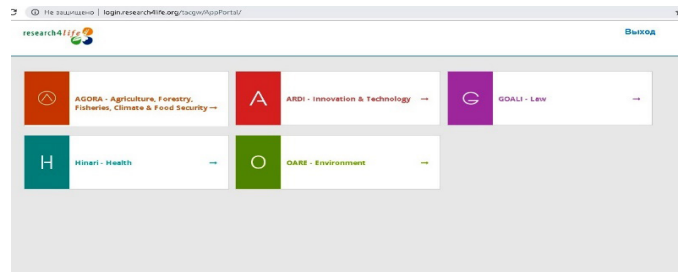 Не защищено | login.research4life.org/tacgw/AppPortal/
research4life
Выход
AGORA - Agriculture, Forestry,
Fisheries, Climate & Food Security →
A
ARDI - Innovation & Technology →
G
GOALI - Law →
H
Hinari - Health →
O
OARE - Environment →